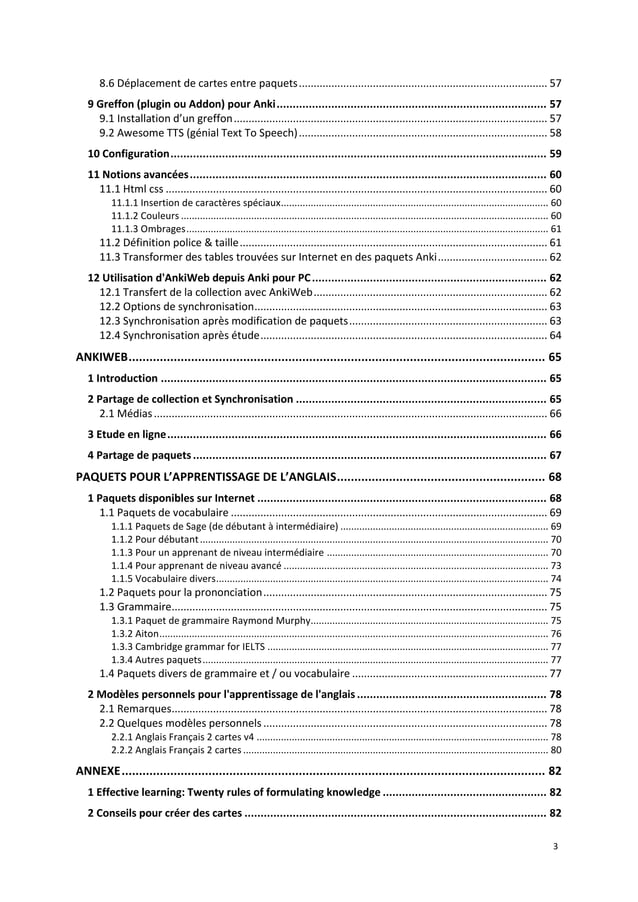 8.6 Déplacement de cartes entre paquets.................................................................................... 57
9 Greffon (plugin ou Addon) pour Anki.................................................................................... 57
9.1 Installation d’un greffon.................................................................................... 57
9.2 Awesome TTS (génial Text To Speech).................................................................................... 58
10 Configuration.................................................................................... 59
11 Notions avancées.................................................................................... 60
11.1 Html css .................................................................................... 60
11.1.1 Insertion de caractères spéciaux.................................................................................... 60
11.1.2 Couleurs .................................................................................... 60
11.1.3 Ombrages.................................................................................... 61
11.2 Définition police & taille.................................................................................... 61
11.3 Transformer des tables trouvées sur Internet en des paquets Anki..................................... 62
12 Utilisation d'AnkiWeb depuis Anki pour PC .................................................................................... 62
12.1 Transfert de la collection avec AnkiWeb.................................................................................... 62
12.2 Options de synchronisation.................................................................................... 63
12.3 Synchronisation après modification de paquets.................................................................................... 63
12.4 Synchronisation après étude.................................................................................... 64
ANKIWEB.................................................................................... 65
1 Introduction .................................................................................... 65
2 Partage de collection et Synchronisation .................................................................................... 65
2.1 Médias .................................................................................... 66
3 Etude en ligne.................................................................................... 66
4 Partage de paquets .................................................................................... 67
PAQUETS POUR L’APPRENTISSAGE DE L’ANGLAIS............................................................ 68
1 Paquets disponibles sur Internet .................................................................................... 68
1.1 Paquets de vocabulaire .................................................................................... 69
1.1.1 Paquets de Sage (de débutant à intermédiaire) .................................................................................... 69
1.1.2 Pour débutant.................................................................................... 70
1.1.3 Pour un apprenant de niveau intermédiaire .................................................................................... 70
1.1.4 Pour apprenant de niveau avancé .................................................................................... 73
1.1.5 Vocabulaire divers.................................................................................... 74
1.2 Paquets pour la prononciation.................................................................................... 75
1.3 Grammaire.................................................................................... 75
1.3.1 Paquet de grammaire Raymond Murphy.................................................................................... 75
1.3.2 Aiton.................................................................................... 76
1.3.3 Cambridge grammar for IELTS .................................................................................... 77
1.3.4 Autres paquets.................................................................................... 77
1.4 Paquets divers de grammaire et / ou vocabulaire .................................................................. 77
2 Modèles personnels pour l'apprentissage de l'anglais ............................................................ 78
2.1 Remarques.................................................................................... 78
2.2 Quelques modèles personnels .................................................................................... 78
2.2.1 Anglais Français 2 cartes v4 .................................................................................... 78
2.2.2 Anglais Français 2 cartes .................................................................................... 80
ANNEXE.................................................................................... 82
1 Effective learning: Twenty rules of formulating knowledge .................................................... 82
2 Conseils pour créer des cartes .................................................................................... 82
3